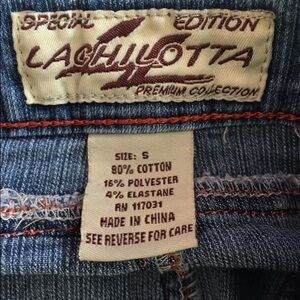 SPECIAL EDITION
LACHILOTTA
PREMIUM COLLECTION
SIZE: 5
80% COTTON
16% POLYESTER
4% ELASTANE
RN 117031
MADE IN CHINA
SEE REVERSE FOR CARE